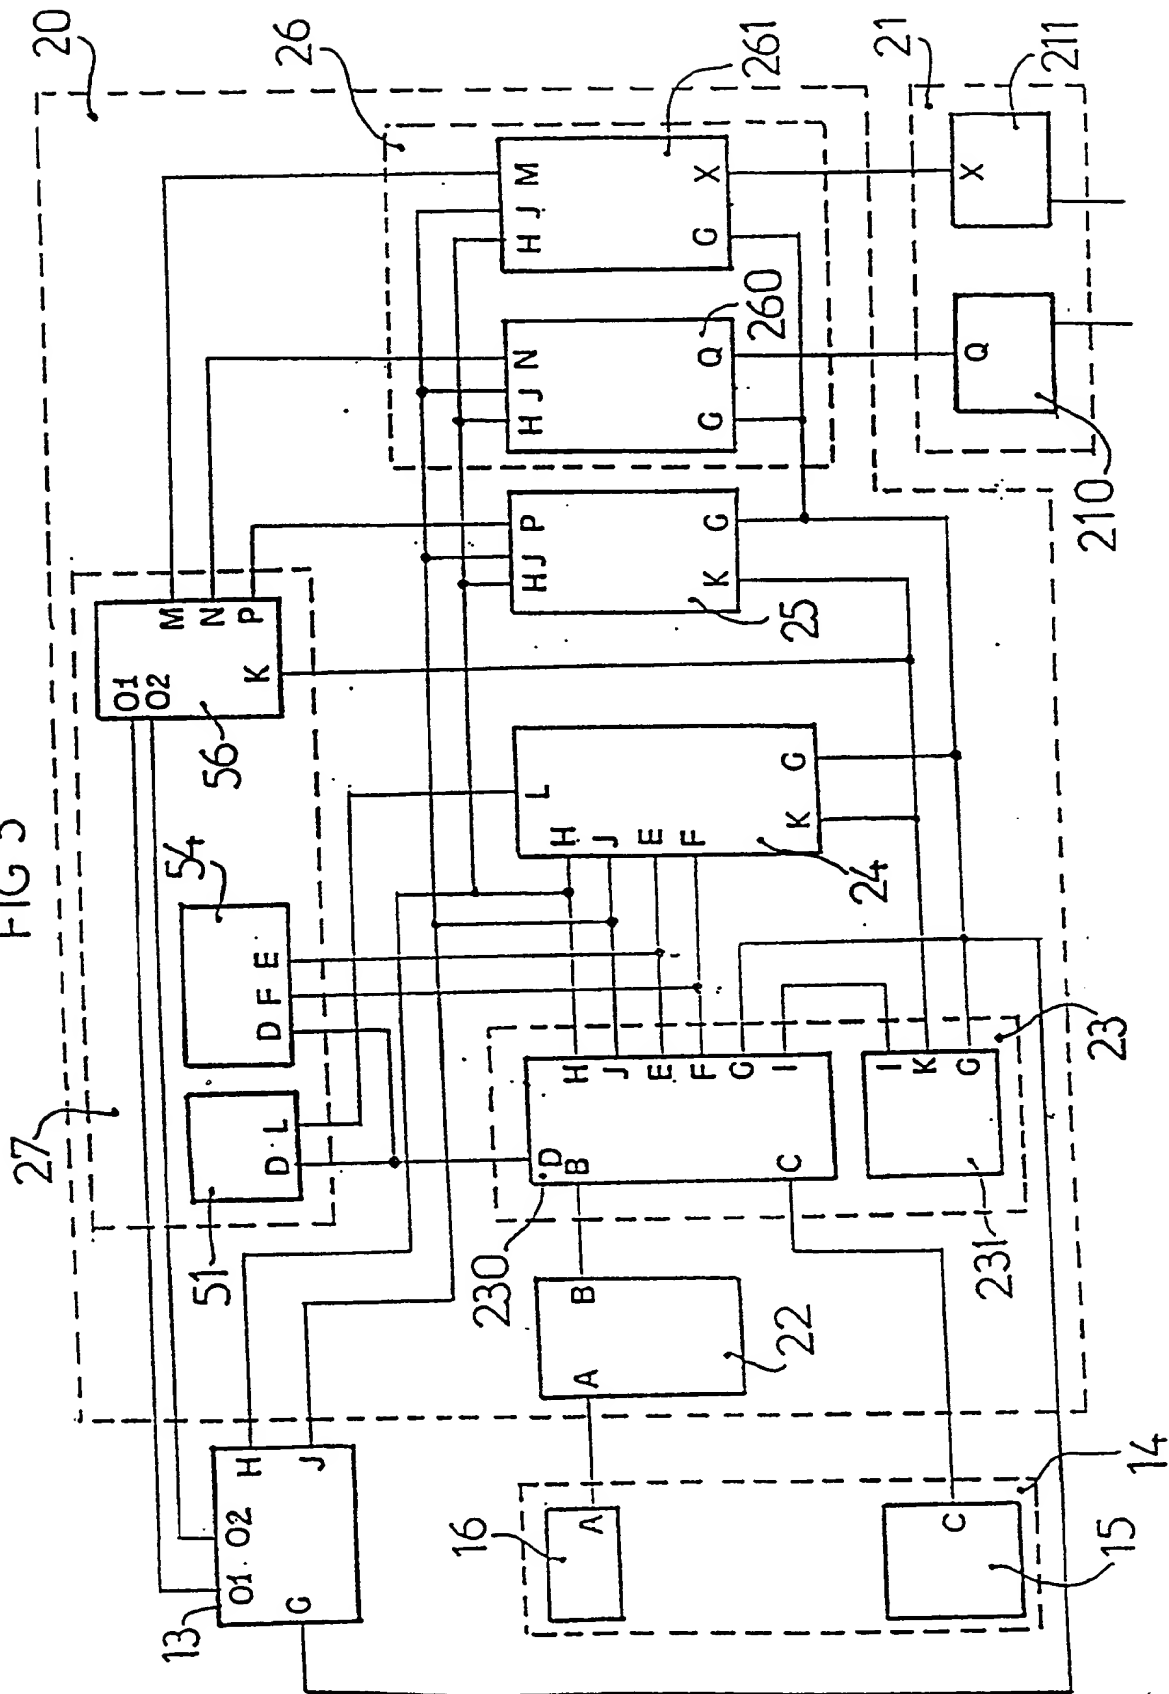 FIG 3
20
27
26
13
O1 O2
H
J
G
51
D L
54
D F E
56
O1
O2
M
N
P
K
16
A
14
15
C
22
A
B
230
D
B
C
H
J
E
F
G
I
23
231
I
K
G
24
L
H
J
E
F
K
G
25
H J P
K
G
260
H J N
G
Q
261
H J M
G
X
21
210
Q
211
X